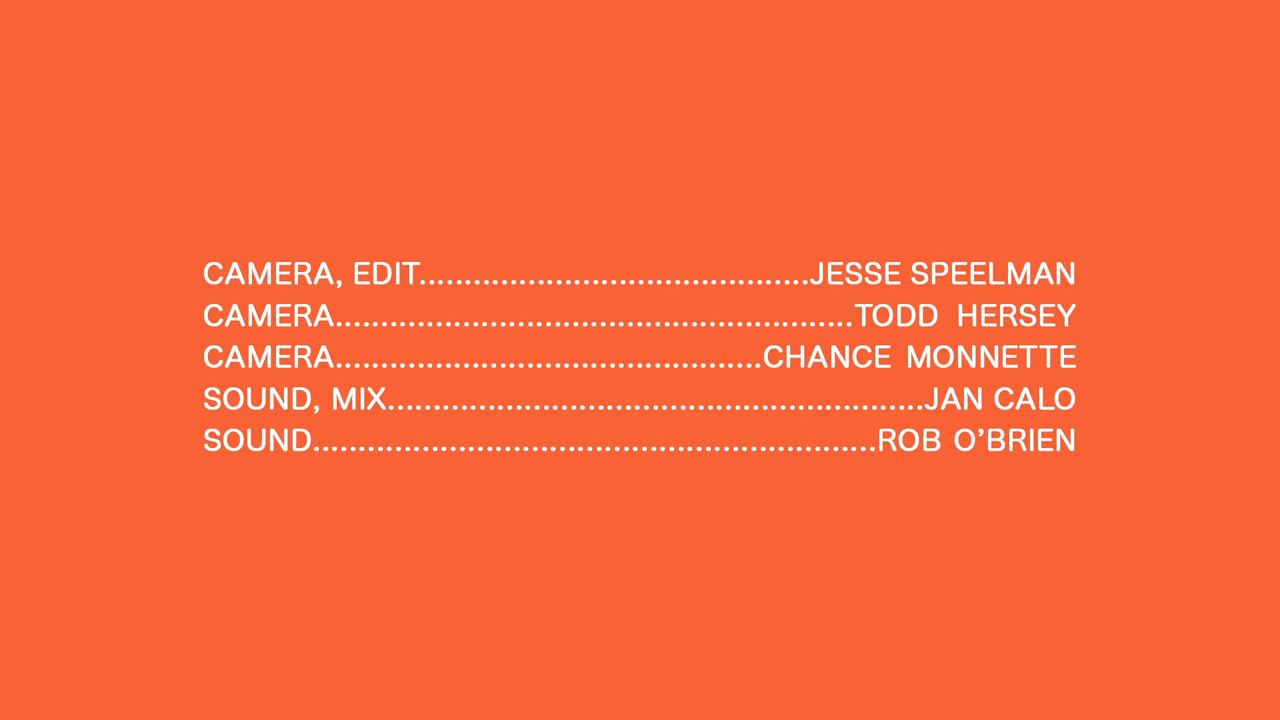 CAMERA, EDIT...........................................JESSE SPEELMAN
CAMERA.........................................................TODD HERSEY
CAMERA...............................................CHANCE MONNETTE
SOUND, MIX...........................................................JAN CALO
SOUND..............................................................ROB O’BRIEN